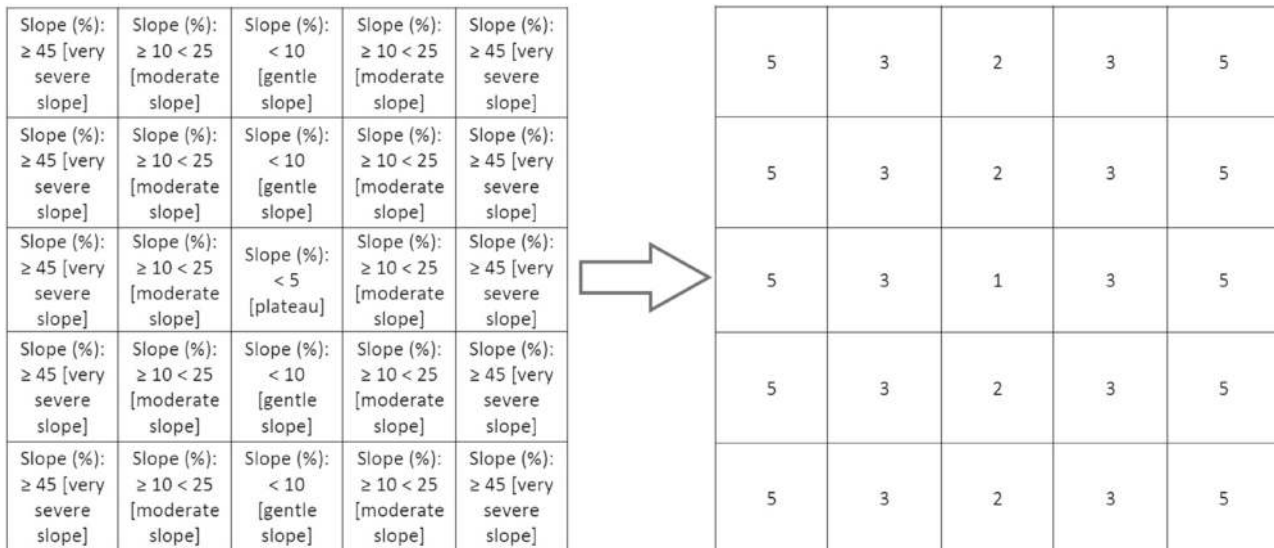 Slope (%): Slope (%): Slope (%): Slope (%): Slope (%):
≥ 45 [very ≥ 10 < 25 < 10 ≥ 10 < 25 ≥ 45 [very
severe [moderate [gentle [moderate severe
slope] slope] slope] slope] slope]
5 3 2 3 5
Slope (%): Slope (%): Slope (%): Slope (%): Slope (%):
≥ 45 [very ≥ 10 < 25 < 10 ≥ 10 < 25 ≥ 45 [very
severe [moderate [gentle [moderate severe
slope] slope] slope] slope] slope]
5 3 2 3 5
Slope (%): Slope (%): Slope (%): Slope (%): Slope (%):
≥ 45 [very ≥ 10 < 25 < 5 ≥ 10 < 25 ≥ 45 [very
severe [moderate [plateau] [moderate severe
slope] slope] slope] slope]
5 3 1 3 5
Slope (%): Slope (%): Slope (%): Slope (%): Slope (%):
≥ 45 [very ≥ 10 < 25 < 10 ≥ 10 < 25 ≥ 45 [very
severe [moderate [gentle [moderate severe
slope] slope] slope] slope] slope]
5 3 2 3 5
Slope (%): Slope (%): Slope (%): Slope (%): Slope (%):
≥ 45 [very ≥ 10 < 25 < 10 ≥ 10 < 25 ≥ 45 [very
severe [moderate [gentle [moderate severe
slope] slope] slope] slope] slope]
5 3 2 3 5